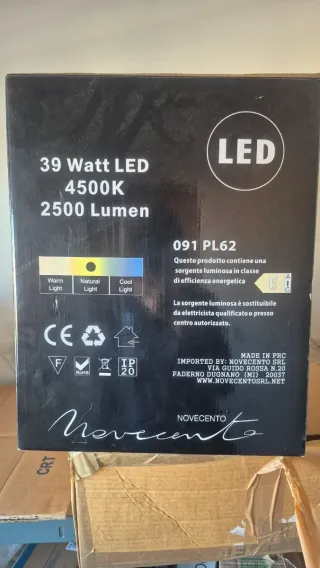 LED
39 Watt LED
4500K
2500 Lumen
091 PL62
Questo prodotto contiene una
sorgente luminosa in classe
di efficienza energetica
Warm Light
Natural Light
Cool Light
La sorgente luminosa è sostituibile
da elettricista qualificato o presso
centro autorizzato.
CE
F
RoHS
IP
20
MADE IN PRC
IMPORTED BY: NOVECENTO SRL
VIA GUIDO ROSSA N.20
PADERNO DUGNANO (MI) 20037
WWW.NOVECENTOSRL.NET
NOVECENTO
Novecento
CRT